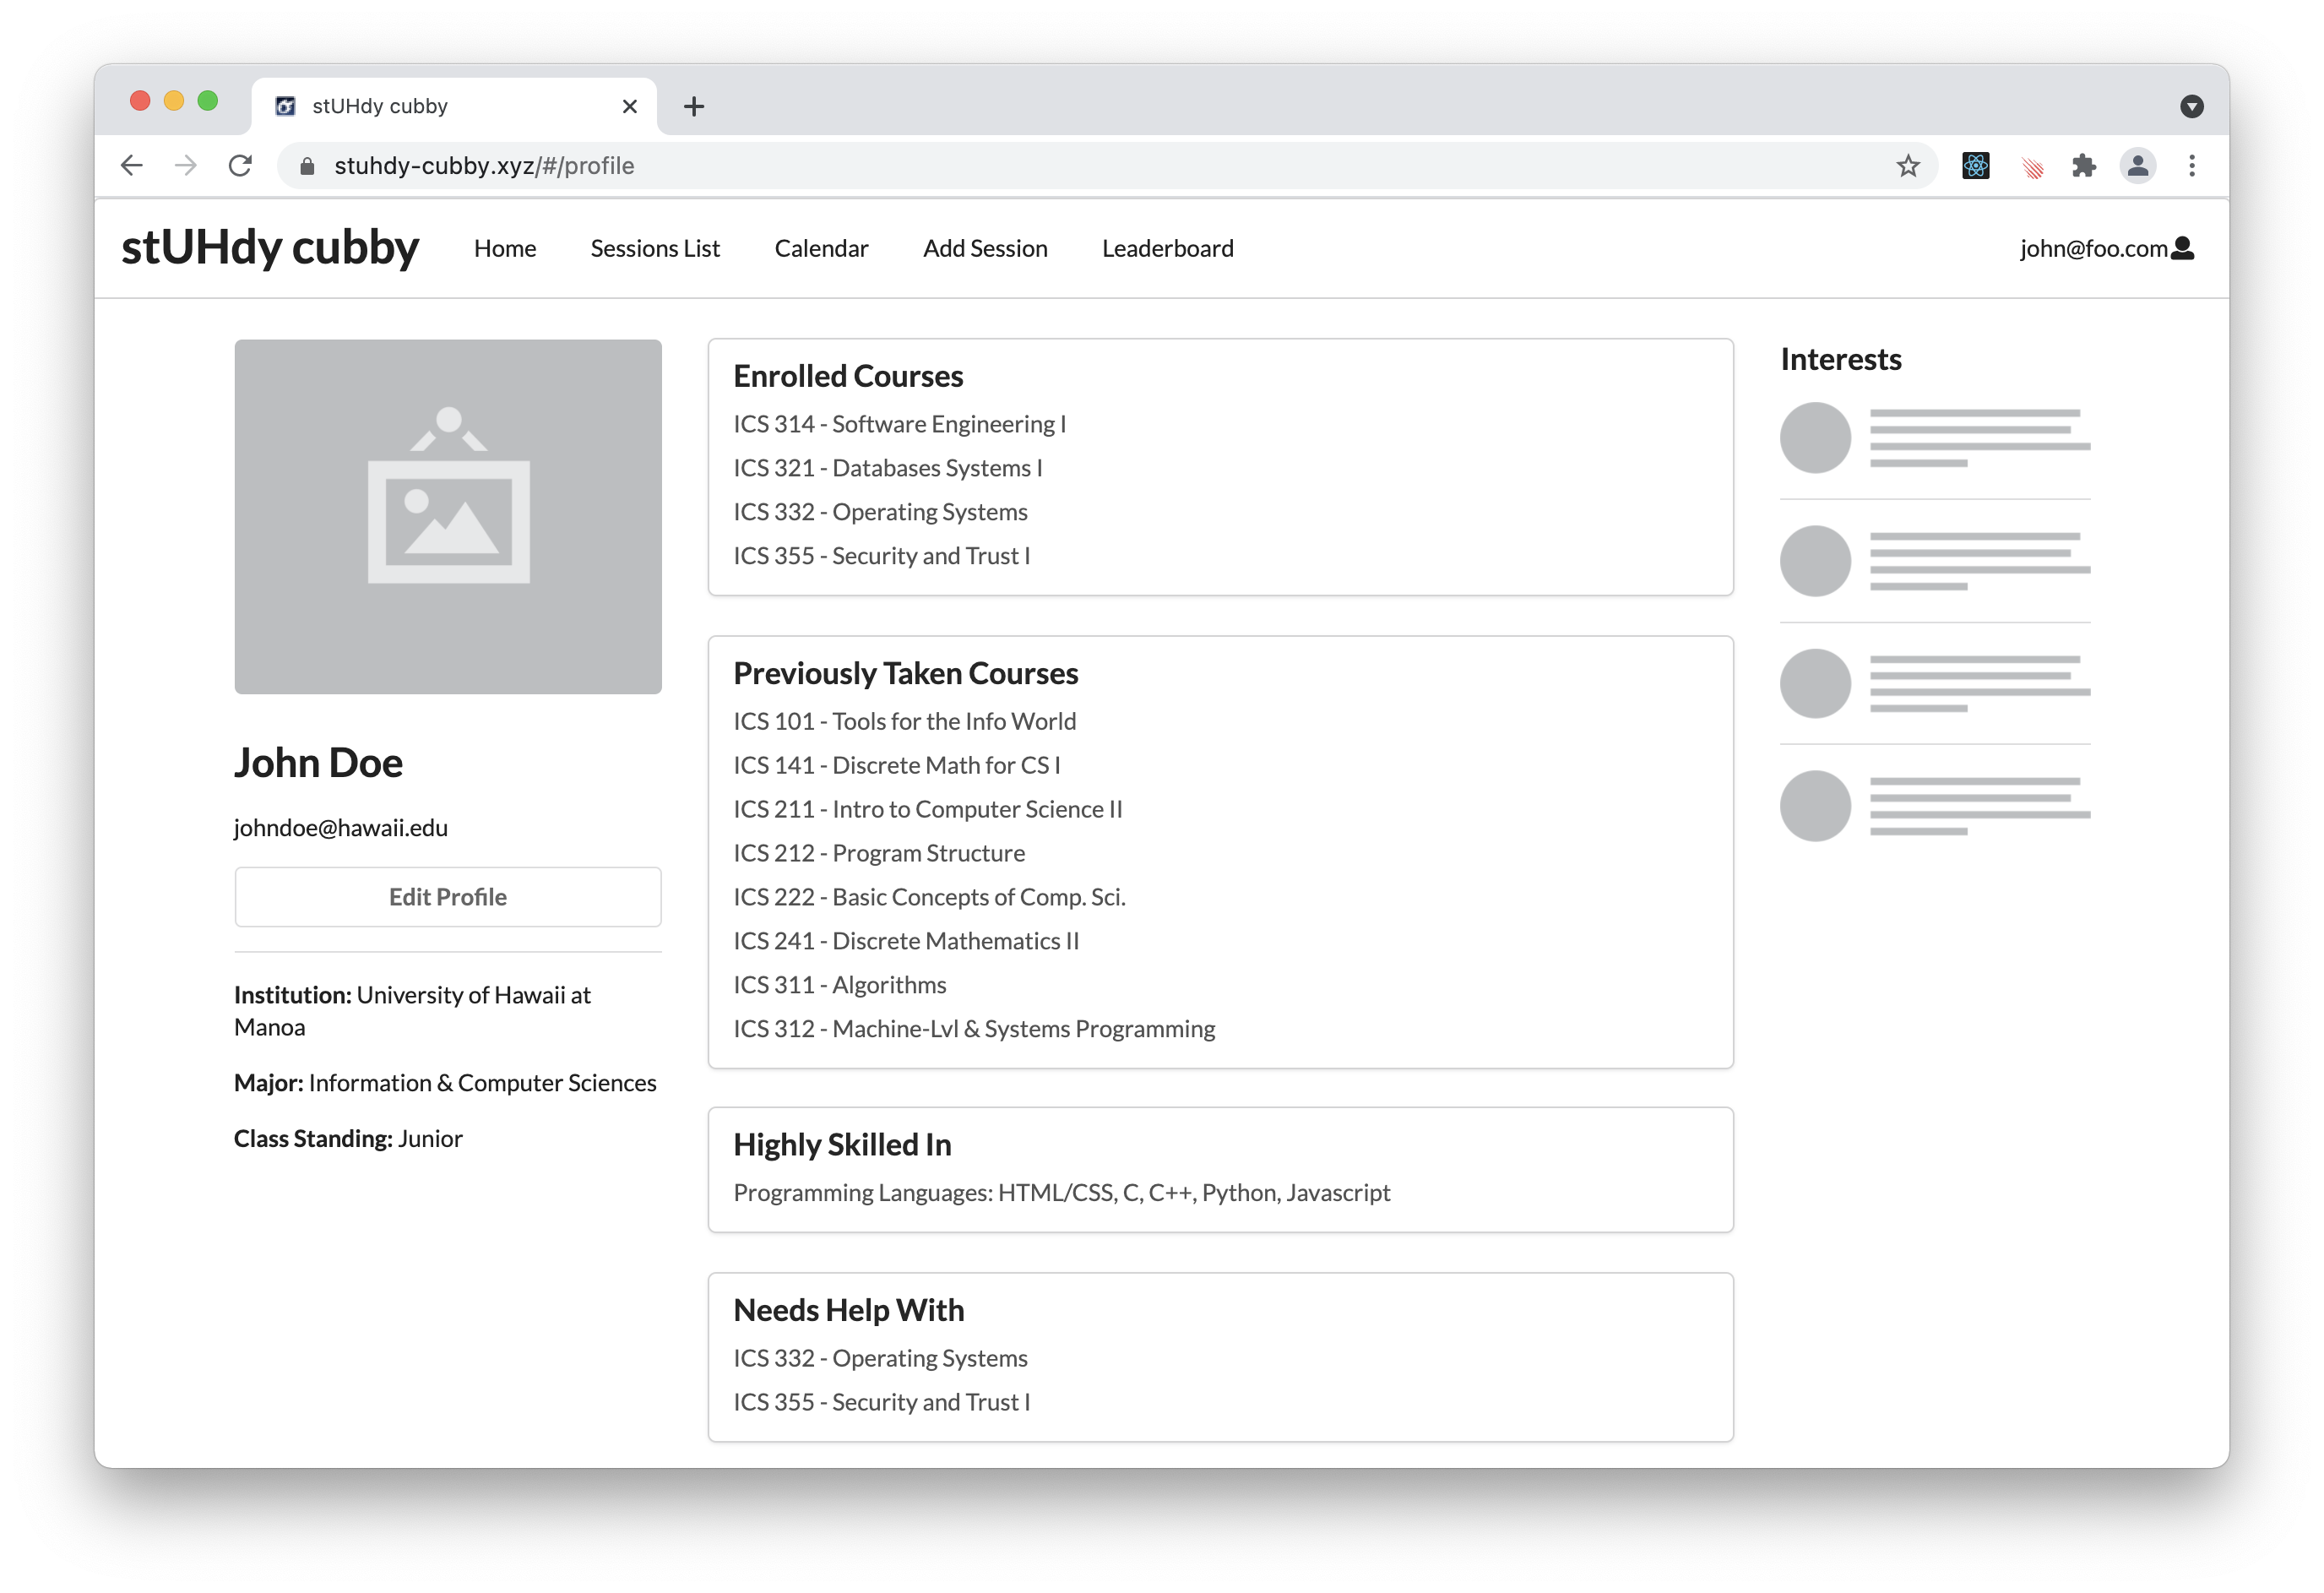 stUHdy cubby
stuhdy-cubby.xyz/#/profile
stUHdy cubby Home Sessions List Calendar Add Session Leaderboard john@foo.com
John Doe
johndoe@hawaii.edu
Edit Profile
Institution: University of Hawaii at
Manoa
Major: Information & Computer Sciences
Class Standing: Junior
Enrolled Courses
ICS 314 - Software Engineering I
ICS 321 - Databases Systems I
ICS 332 - Operating Systems
ICS 355 - Security and Trust I
Previously Taken Courses
ICS 101 - Tools for the Info World
ICS 141 - Discrete Math for CS I
ICS 211 - Intro to Computer Science II
ICS 212 - Program Structure
ICS 222 - Basic Concepts of Comp. Sci.
ICS 241 - Discrete Mathematics II
ICS 311 - Algorithms
ICS 312 - Machine-Lvl & Systems Programming
Highly Skilled In
Programming Languages: HTML/CSS, C, C++, Python, Javascript
Needs Help With
ICS 332 - Operating Systems
ICS 355 - Security and Trust I
Interests